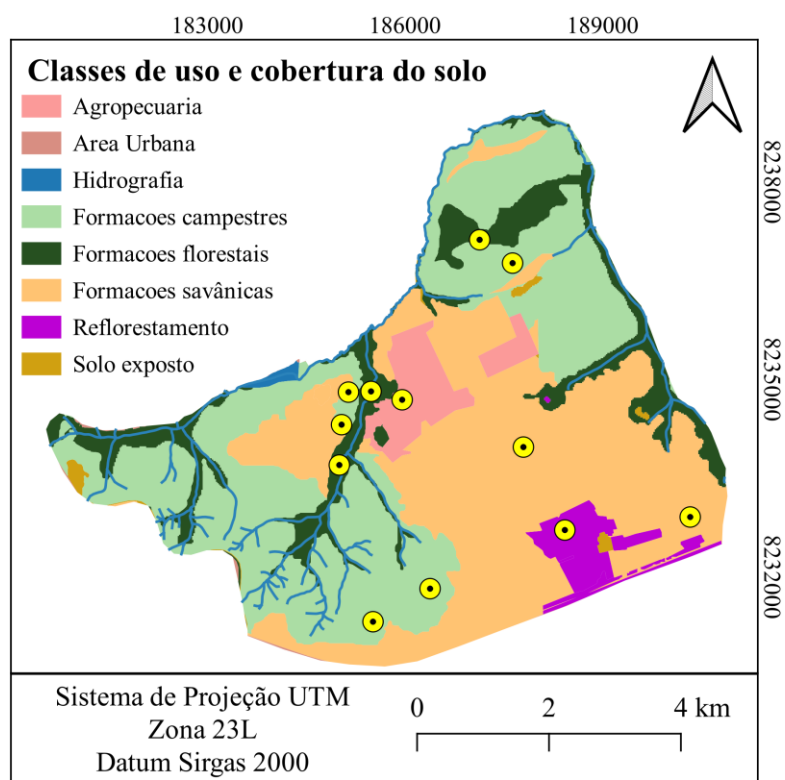 183000 186000 189000
Classes de uso e cobertura do solo
Agropecuaria
Area Urbana
Hidrografia
Formacoes campestres
Formacoes florestais
Formacoes savânicas
Reflorestamento
Solo exposto
8238000
8235000
8232000
Sistema de Projeção UTM
Zona 23L
Datum Sirgas 2000
0 2 4 km